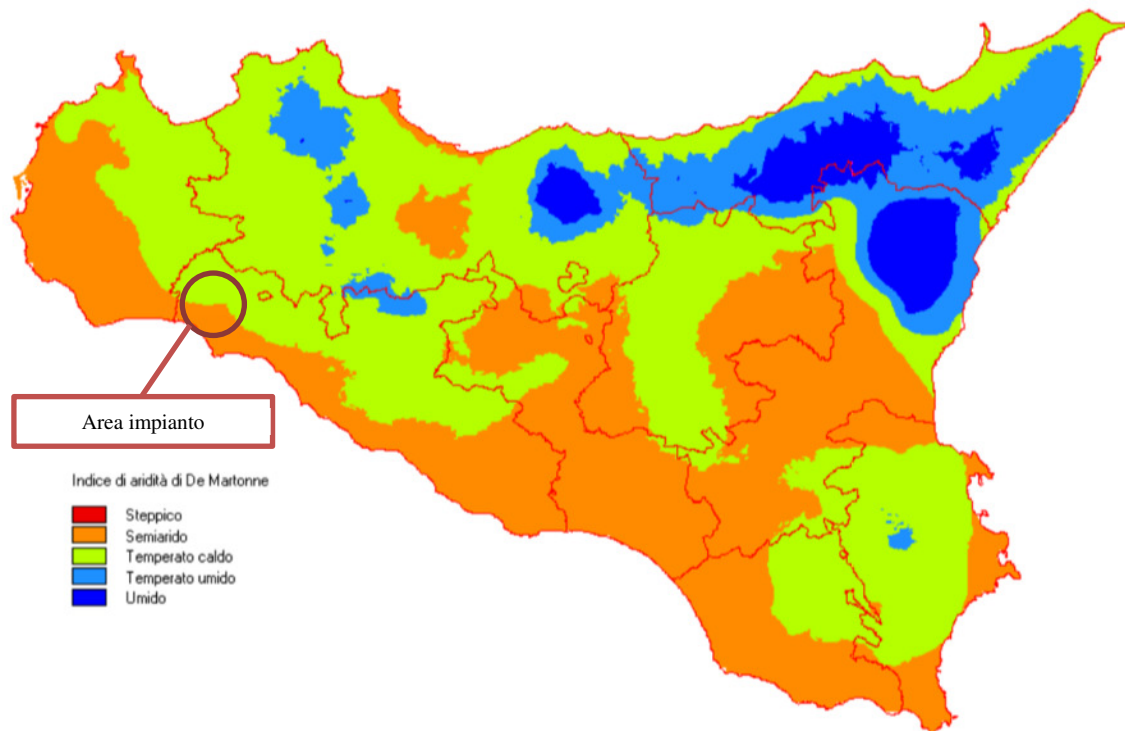 Area impianto
Indice di aridità di De Martonne
Steppico
Semiarido
Temperato caldo
Temperato umido
Umido